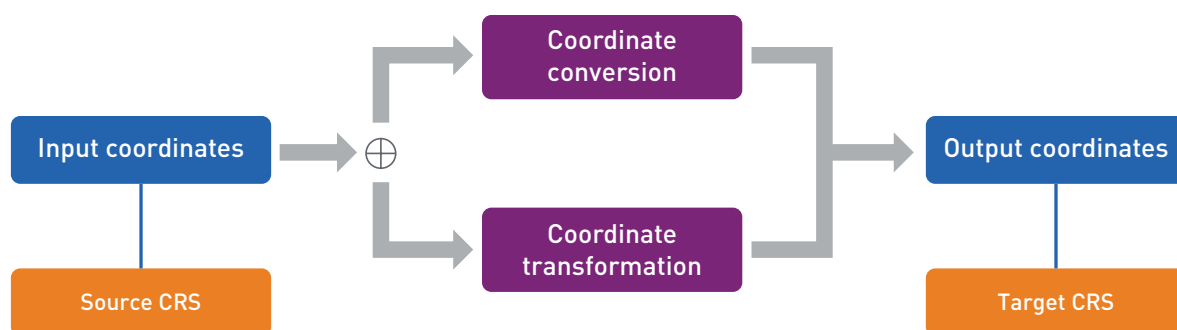 Coordinate
conversion
Input coordinates
Output coordinates
Coordinate
transformation
Source CRS
Target CRS